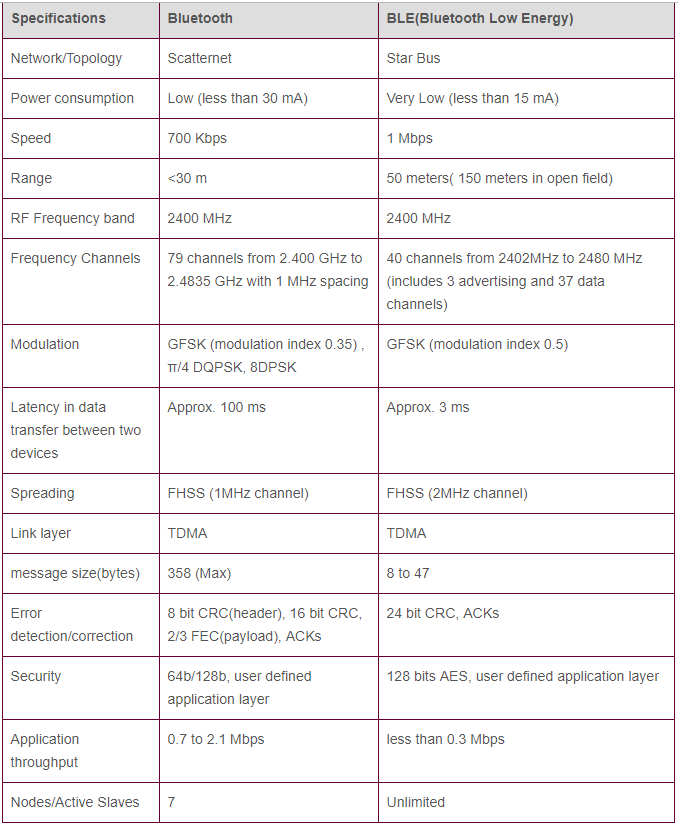 Specifications Bluetooth BLE(Bluetooth Low Energy)
Network/Topology Scatternet Star Bus
Power consumption Low (less than 30 mA) Very Low (less than 15 mA)
Speed 700 Kbps 1 Mbps
Range <30 m 50 meters( 150 meters in open field)
RF Frequency band 2400 MHz 2400 MHz
Frequency Channels 79 channels from 2.400 GHz to 40 channels from 2402MHz to 2480 MHz
2.4835 GHz with 1 MHz spacing (includes 3 advertising and 37 data
channels)
Modulation GFSK (modulation index 0.35) , GFSK (modulation index 0.5)
π/4 DQPSK, 8DPSK
Latency in data Approx. 100 ms Approx. 3 ms
transfer between two
devices
Spreading FHSS (1MHz channel) FHSS (2MHz channel)
Link layer TDMA TDMA
message size(bytes) 358 (Max) 8 to 47
Error 8 bit CRC(header), 16 bit CRC, 24 bit CRC, ACKs
detection/correction 2/3 FEC(payload), ACKs
Security 64b/128b, user defined 128 bits AES, user defined application layer
application layer
Application 0.7 to 2.1 Mbps less than 0.3 Mbps
throughput
Nodes/Active Slaves 7 Unlimited